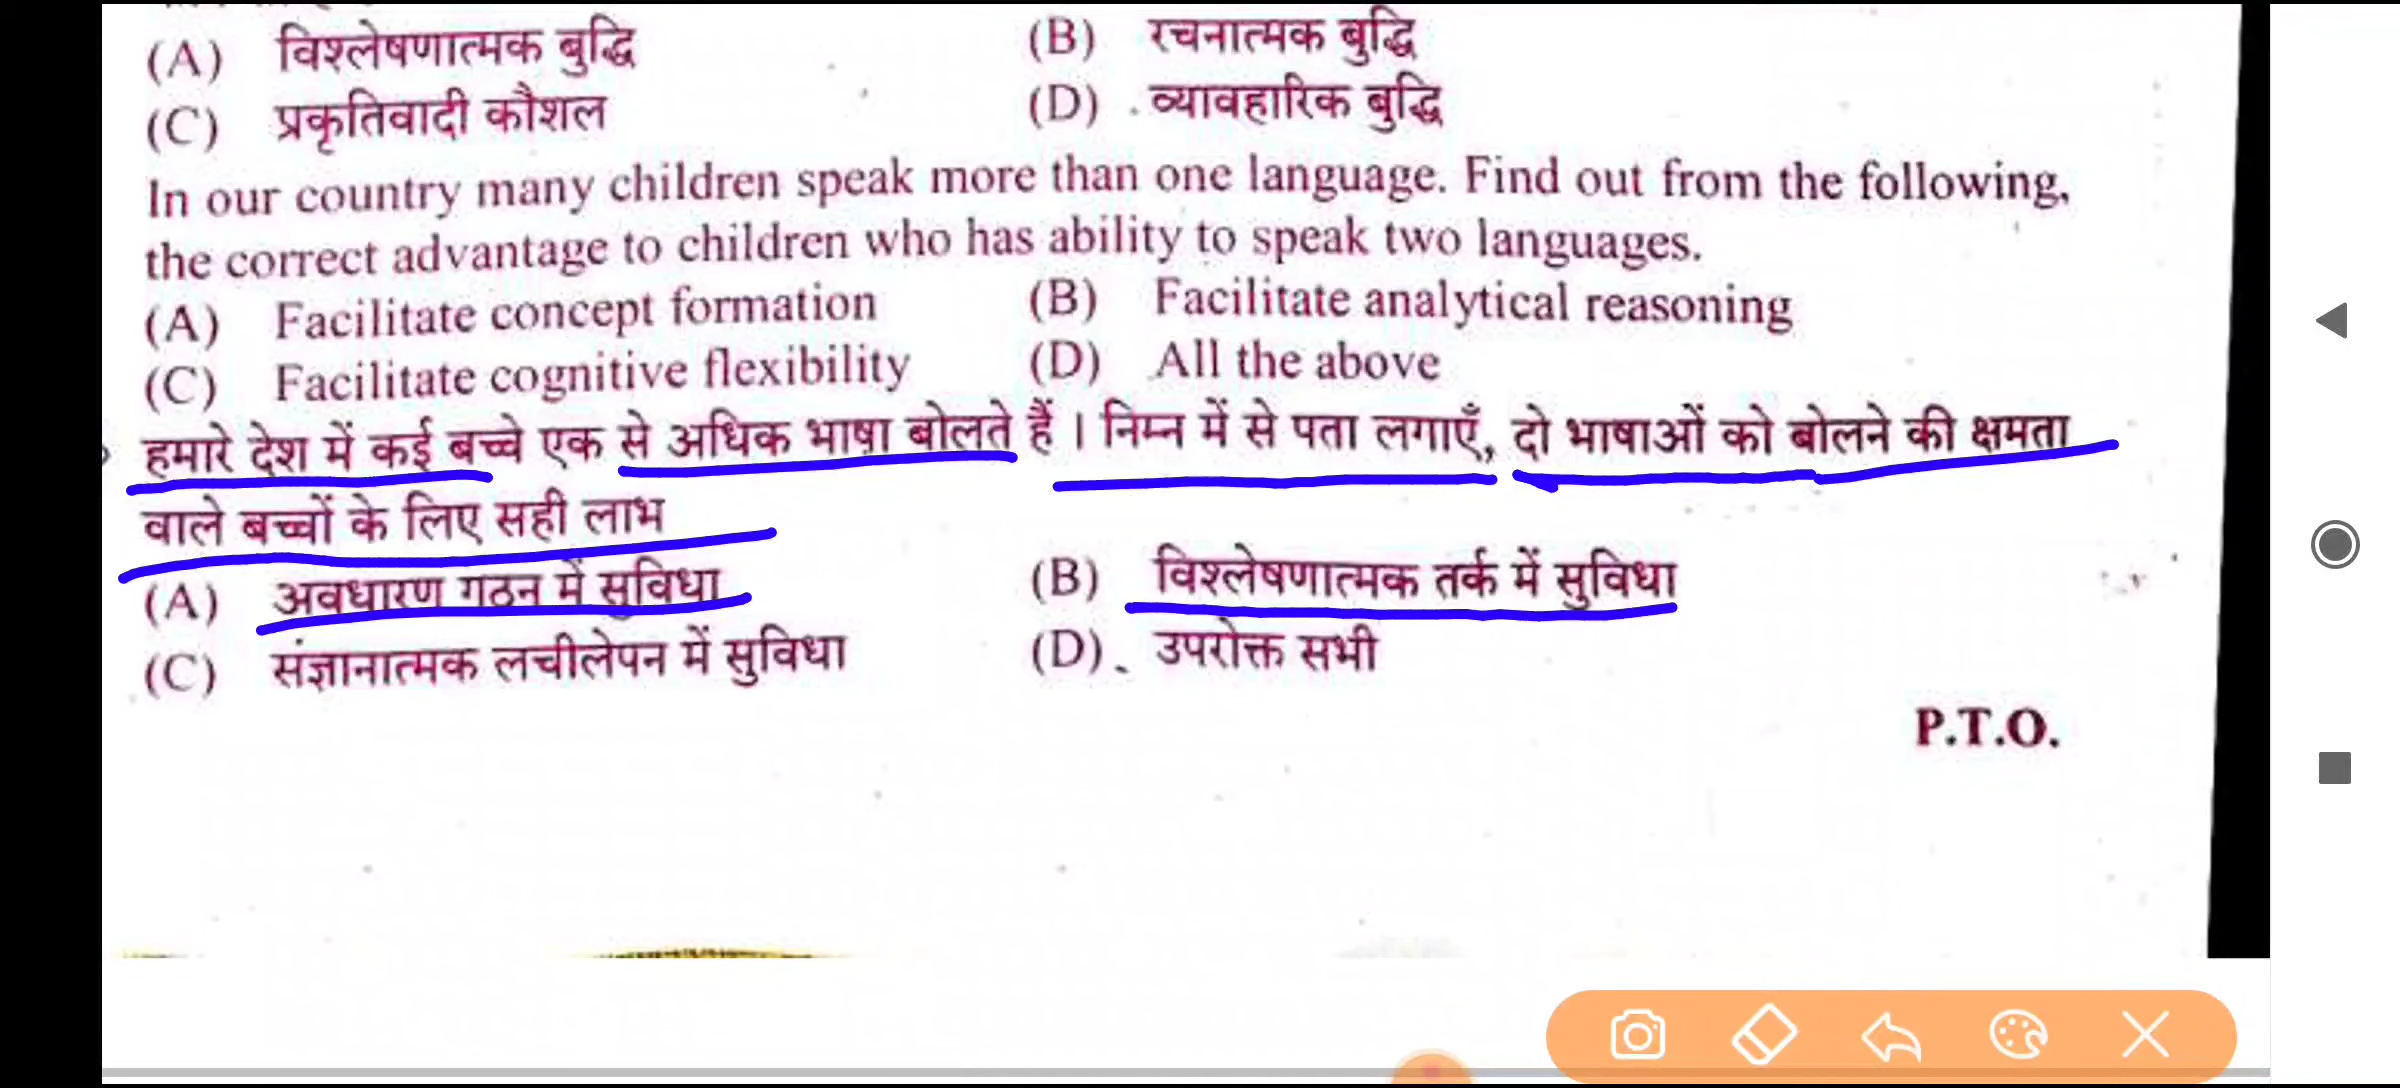 (A) विश्लेषणात्मक बुद्धि (B) रचनात्मक बुद्धि
(C) प्रकृतिवादी कौशल (D) व्यावहारिक बुद्धि
In our country many children speak more than one language. Find out from the following,
the correct advantage to children who has ability to speak two languages.
(A) Facilitate concept formation (B) Facilitate analytical reasoning
(C) Facilitate cognitive flexibility (D) All the above
हमारे देश में कई बच्चे एक से अधिक भाषा बोलते हैं । निम्न में से पता लगाएँ, दो भाषाओं को बोलने की क्षमता
वाले बच्चों के लिए सही लाभ
(A) अवधारण गठन में सुविधा (B) विश्लेषणात्मक तर्क में सुविधा
(C) संज्ञानात्मक लचीलेपन में सुविधा (D) उपरोक्त सभी
P.T.O.